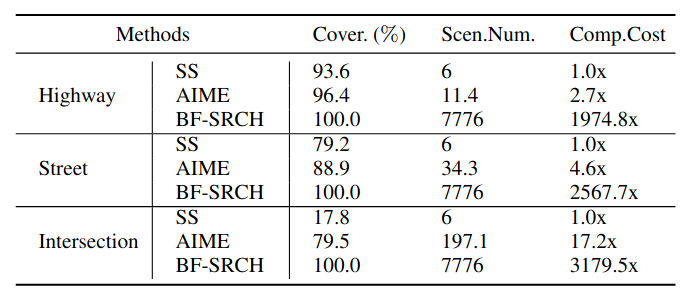 Methods Cover. (%) Scen.Num. Comp.Cost
SS 93.6 6 1.0x
Highway AIME 96.4 11.4 2.7x
BF-SRCH 100.0 7776 1974.8x
SS 79.2 6 1.0x
Street AIME 88.9 34.3 4.6x
BF-SRCH 100.0 7776 2567.7x
SS 17.8 6 1.0x
Intersection AIME 79.5 197.1 17.2x
BF-SRCH 100.0 7776 3179.5x